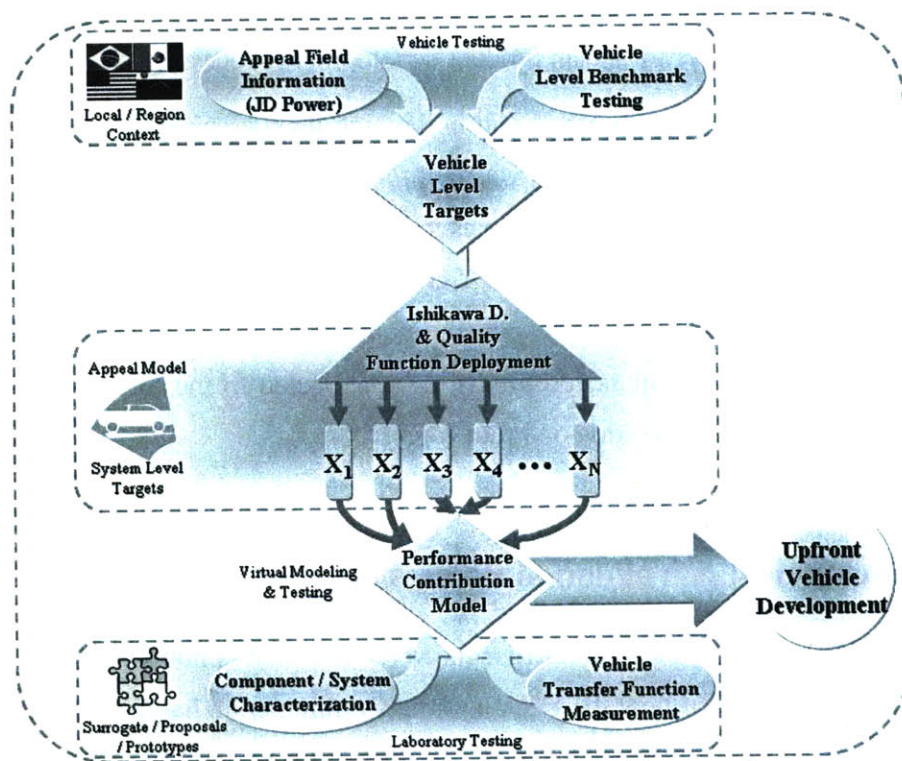 Vehicle Testing
Appeal Field
Information
(JD Power)
Vehicle
Level Benchmark
Testing
Local / Region
Context
Vehicle
Level
Targets
Ishikawa D.
& Quality
Function Deployment
Appeal Model
System Level
Targets
X1 X2 X3 X4 ••• XN
Virtual Modeling
& Testing
Performance
Contribution
Model
Upfront
Vehicle
Development
Component / System
Characterization
Vehicle
Transfer Function
Measurement
Surrogate / Proposals
/ Prototypes
Laboratory Testing